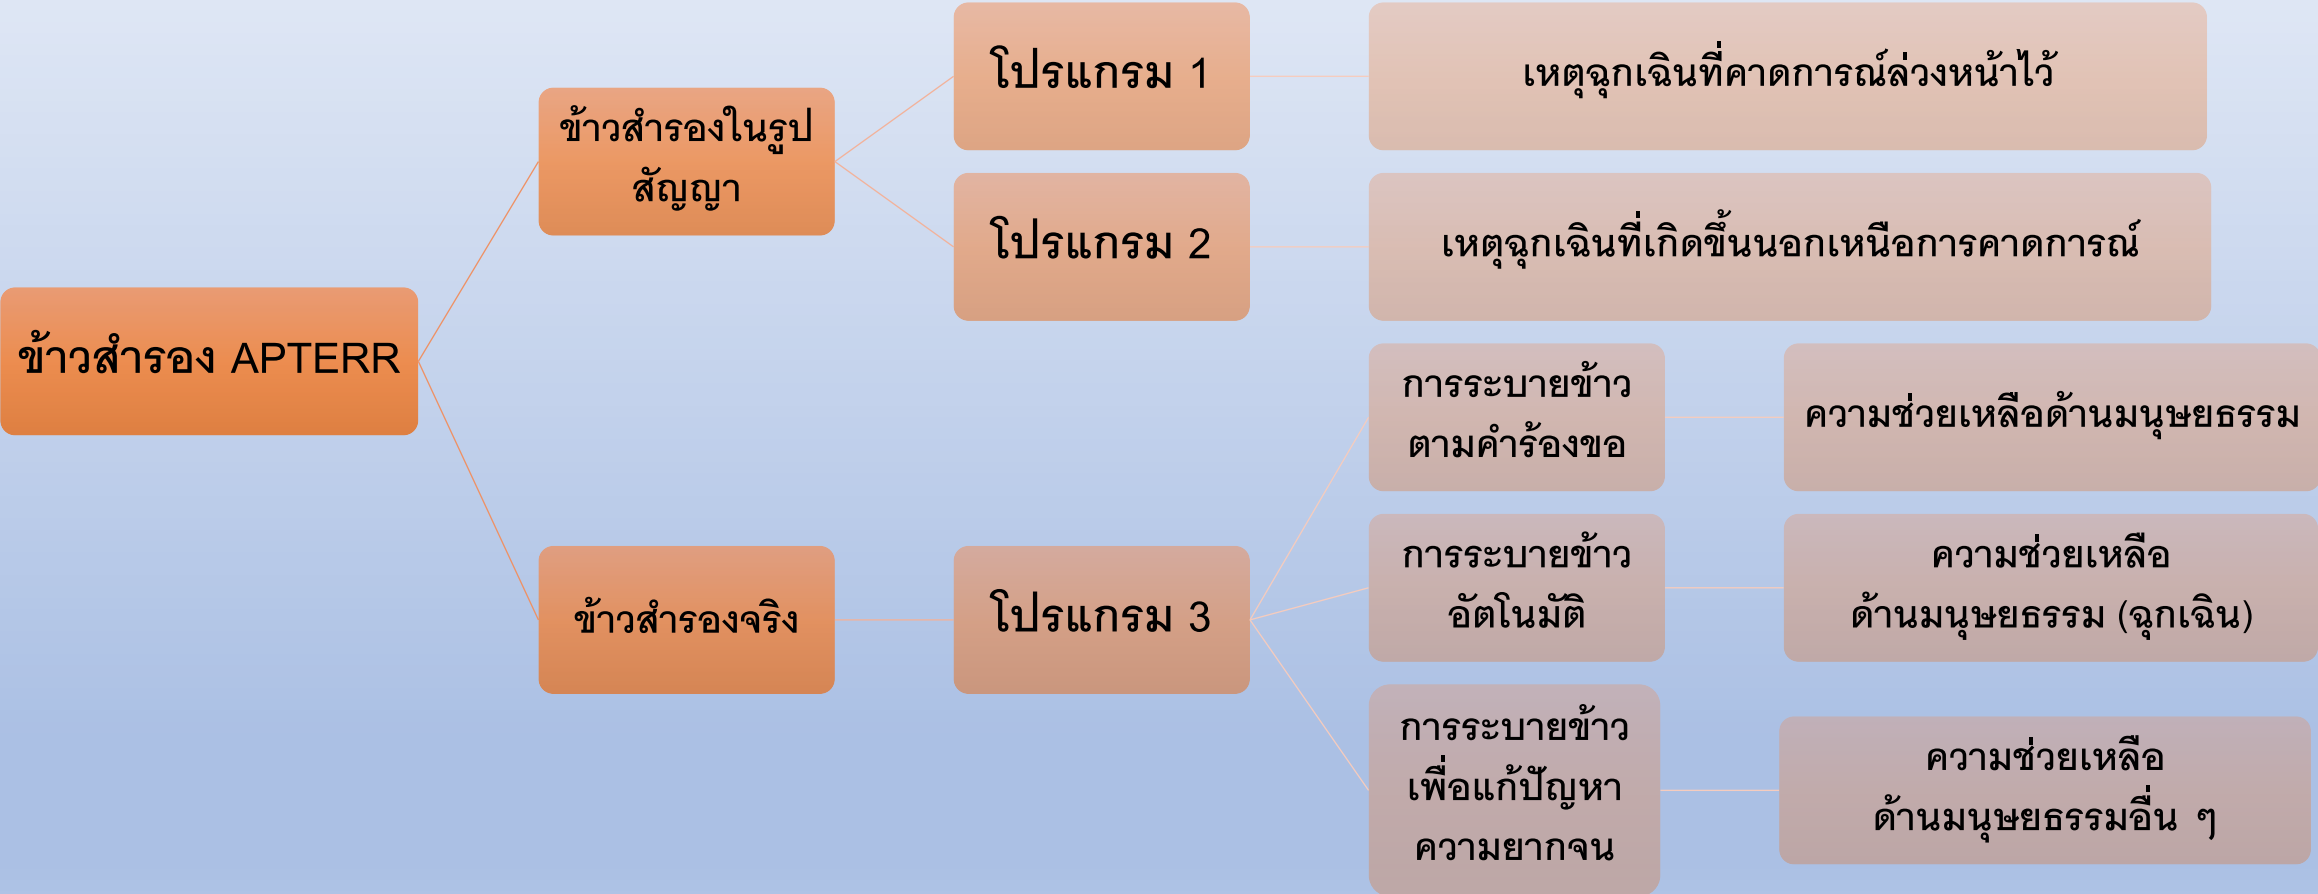 ข้าวสำรอง APTERR
ข้าวสำรองในรูป
สัญญา
โปรแกรม 1
เหตุฉุกเฉินที่คาดการณ์ล่วงหน้าไว้
โปรแกรม 2
เหตุฉุกเฉินที่เกิดขึ้นนอกเหนือการคาดการณ์
ข้าวสำรองจริง
โปรแกรม 3
การระบายข้าว
ตามคำร้องขอ
ความช่วยเหลือด้านมนุษยธรรม
การระบายข้าว
อัตโนมัติ
ความช่วยเหลือ
ด้านมนุษยธรรม (ฉุกเฉิน)
การระบายข้าว
เพื่อแก้ปัญหา
ความยากจน
ความช่วยเหลือ
ด้านมนุษยธรรมอื่น ๆ